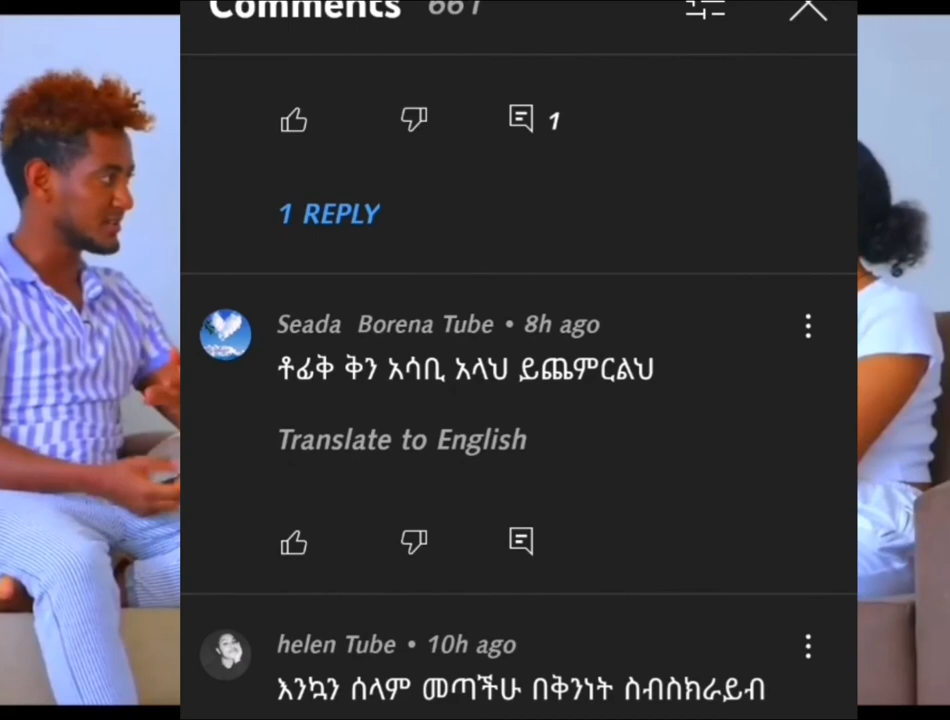 Comments 667
1
1 REPLY
Seada Borena Tube • 8h ago
ቶፊቅ ቅን አሳቢ አላህ ይጨምርልህ
Translate to English
helen Tube • 10h ago
እንኳን ሰላም መጣችሁ በቅንነት ስብስክራይብ